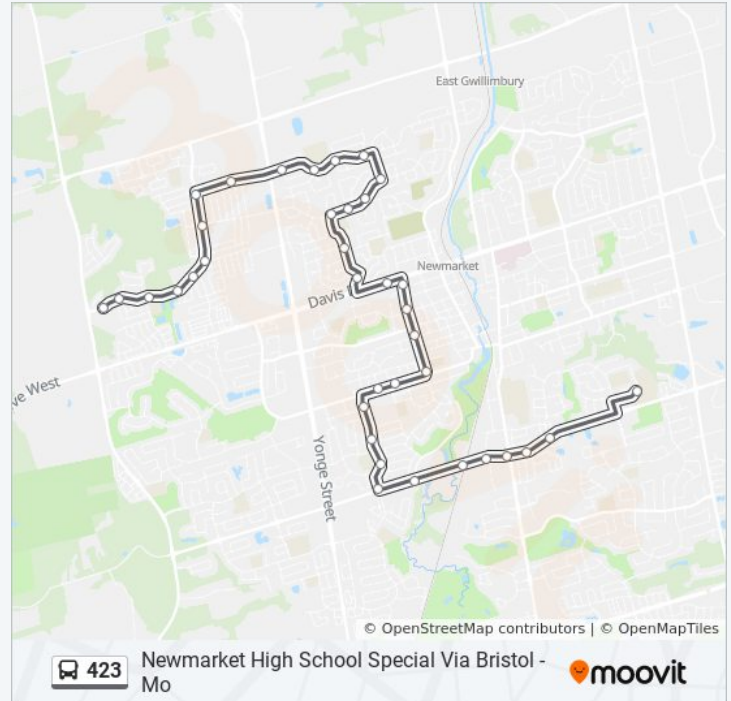 East Gwillimbury
Newmarket
Davis
ve West
Yonge Street
© OpenStreetMap contributors | © OpenMapTiles
423
Newmarket High School Special Via Bristol -
Mo
moovit